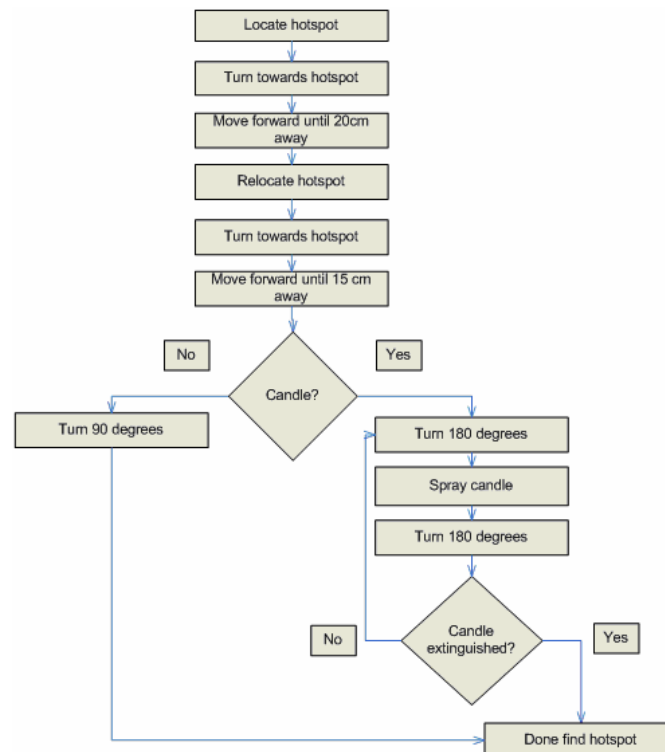 Locate hotspot
Turn towards hotspot
Move forward until 20cm
away
Relocate hotspot
Turn towards hotspot
Move forward until 15 cm
away
No
Yes
Candle?
Turn 90 degrees
Turn 180 degrees
Spray candle
Turn 180 degrees
No
Candle
extinguished?
Yes
Done find hotspot